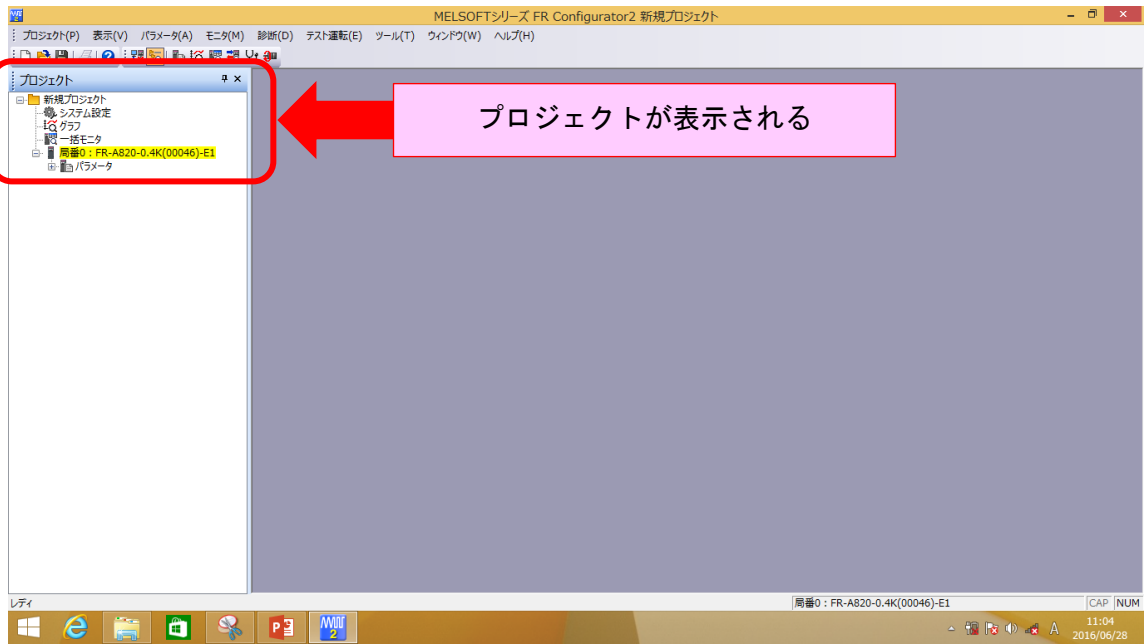 MELSOFTシリーズ FR Configurator2 新規プロジェクト
プロジェクト(P) 表示(V) パラメータ(A) モニタ(M) 診断(D) テスト運転(E) ツール(T) ウィンドウ(W) ヘルプ(H)
プロジェクト
新規プロジェクト
システム設定
グラフ
一括モニタ
局番0：FR-A820-0.4K(00046)-E1
パラメータ
プロジェクトが表示される
レディ
局番0：FR-A820-0.4K(00046)-E1
CAP NUM
A
11:04
2016/06/28